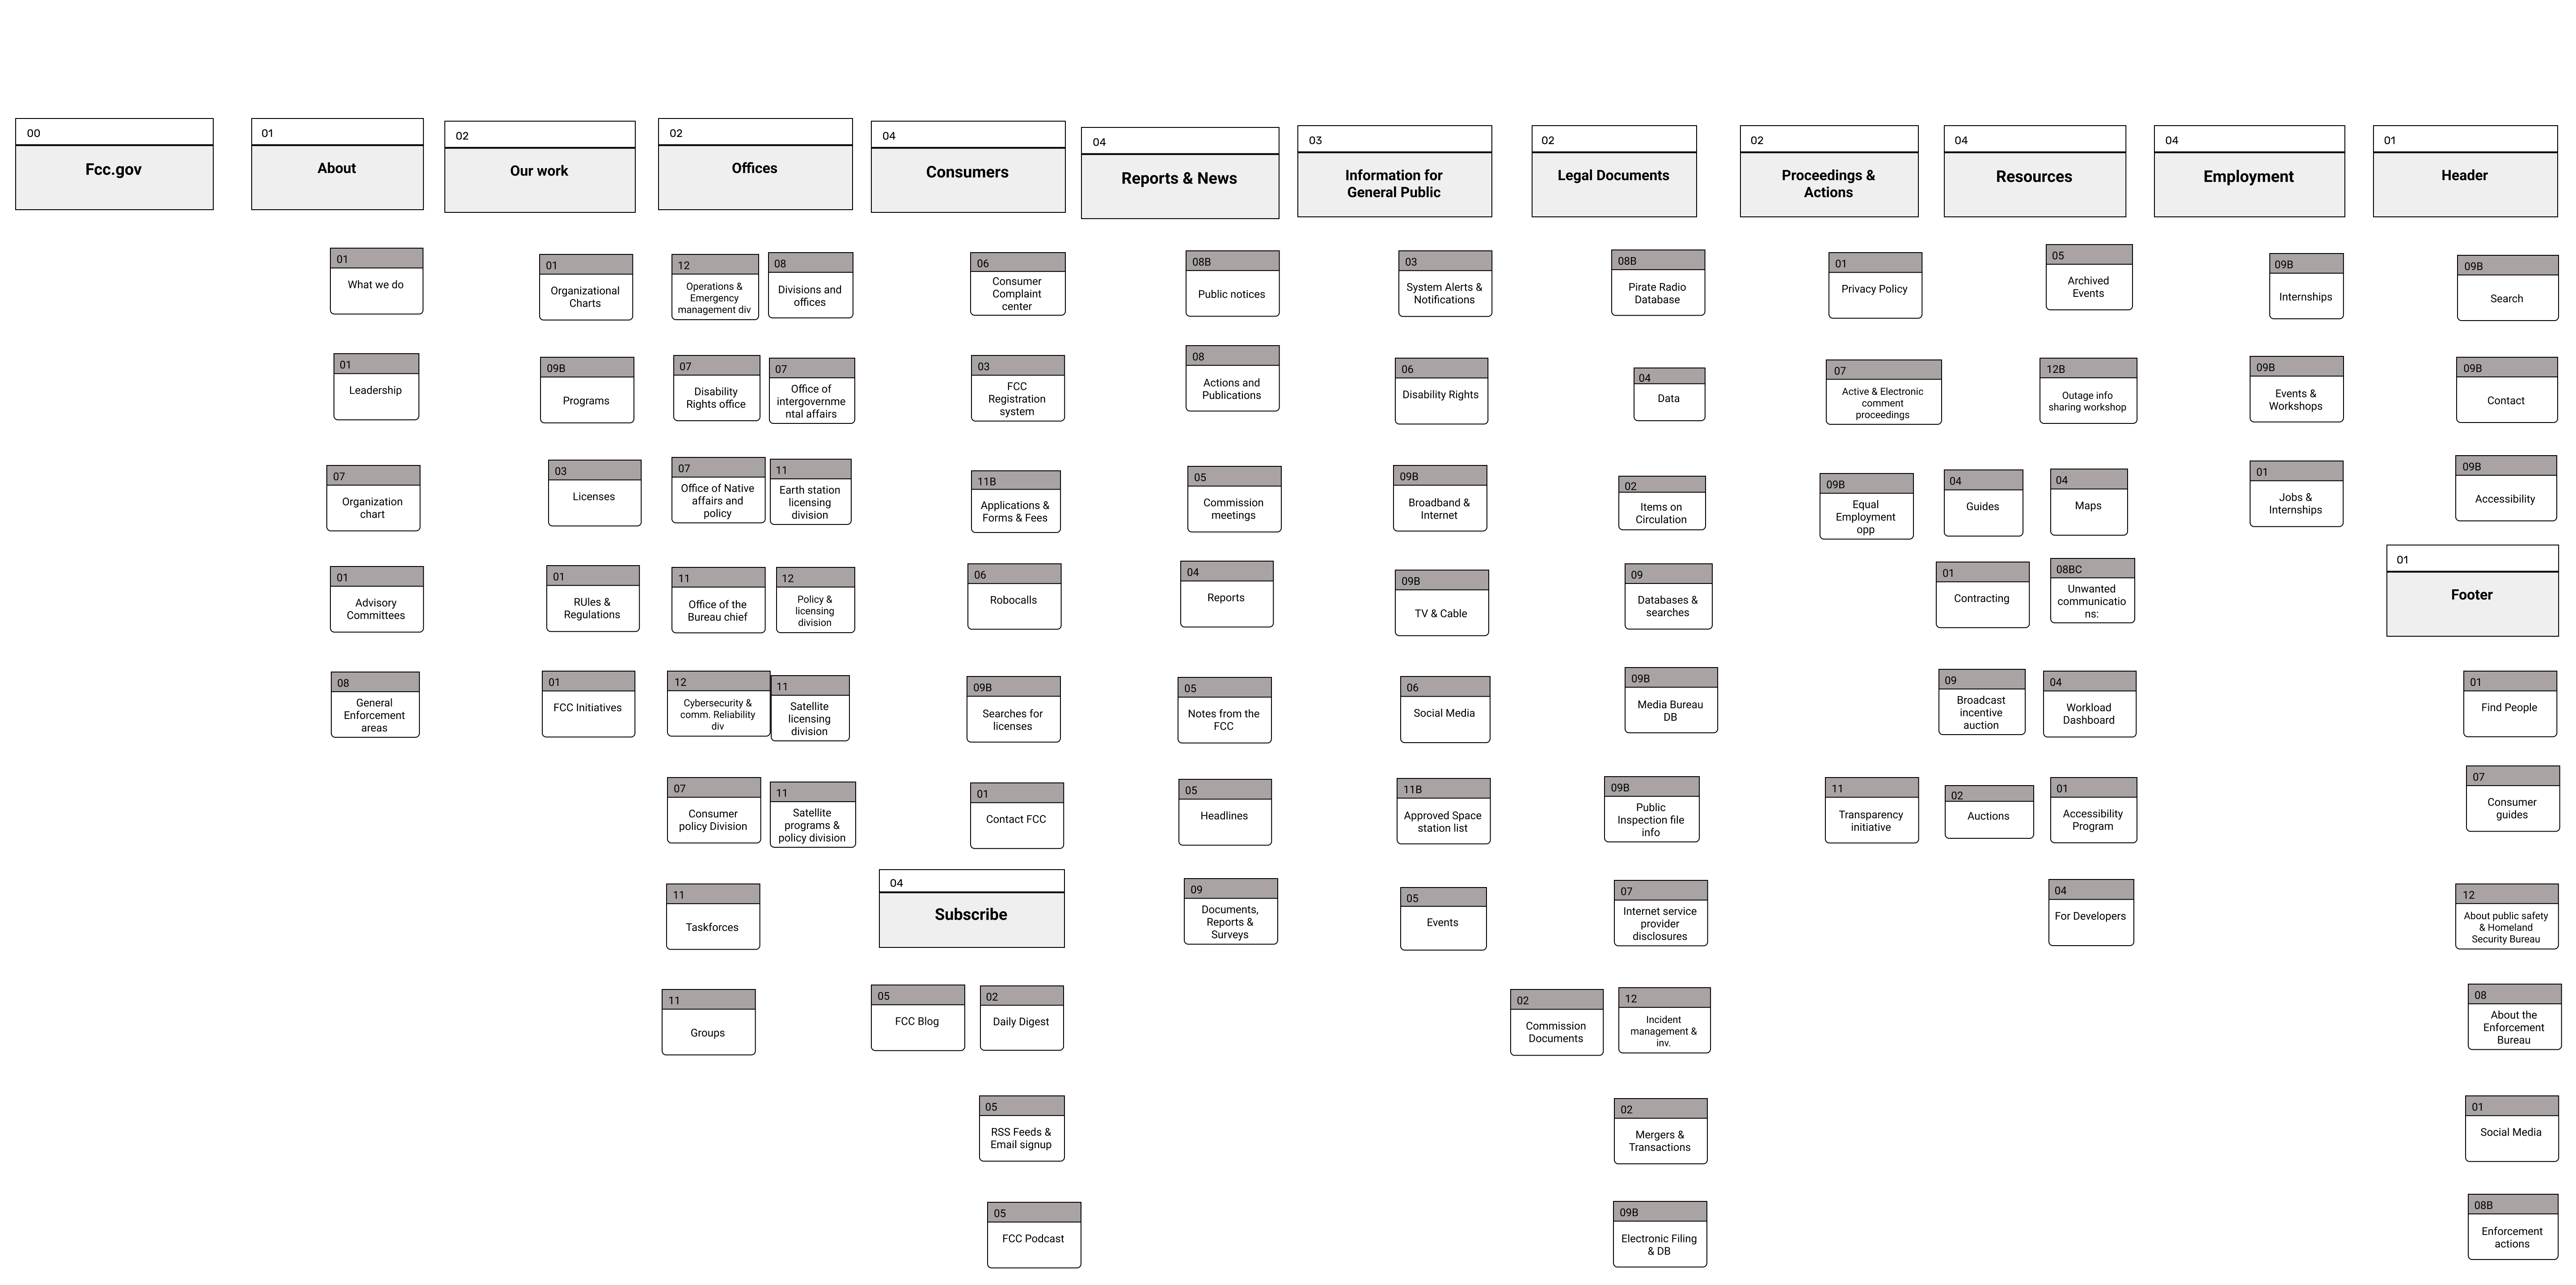 00
Fcc.gov
01
About
01
What we do
01
Leadership
07
Organization
chart
01
Advisory
Committees
08
General
Enforcement
areas
02
Our work
01
Organizational
Charts
09B
Programs
03
Licenses
01
RUles &
Regulations
01
FCC Initiatives
02
Offices
12
Operations &
Emergency
management div
08
Divisions and
offices
07
Disability
Rights office
07
Office of
intergovernme
ntal affairs
07
Office of Native
affairs and
policy
11
Earth station
licensing
division
11
Office of the
Bureau chief
12
Policy &
licensing
division
12
Cybersecurity &
comm. Reliability
div
11
Satellite
licensing
division
07
Consumer
policy Division
11
Satellite
programs &
policy division
11
Taskforces
11
Groups
04
Consumers
06
Consumer
Complaint
center
03
FCC
Registration
system
11B
Applications &
Forms & Fees
06
Robocalls
09B
Searches for
licenses
01
Contact FCC
04
Subscribe
05
FCC Blog
02
Daily Digest
05
RSS Feeds &
Email signup
05
FCC Podcast
04
Reports & News
08B
Public notices
08
Actions and
Publications
05
Commission
meetings
04
Reports
05
Notes from the
FCC
05
Headlines
09
Documents,
Reports &
Surveys
03
Information for
General Public
03
System Alerts &
Notifications
06
Disability Rights
09B
Broadband &
Internet
09B
TV & Cable
06
Social Media
11B
Approved Space
station list
05
Events
02
Legal Documents
08B
Pirate Radio
Database
04
Data
02
Items on
Circulation
09
Databases &
searches
09B
Media Bureau
DB
09B
Public
Inspection file
info
07
Internet service
provider
disclosures
02
Commission
Documents
12
Incident
management &
inv.
02
Mergers &
Transactions
09B
Electronic Filing
& DB
02
Proceedings &
Actions
01
Privacy Policy
07
Active & Electronic
comment
proceedings
09B
Equal
Employment
opp
11
Transparency
initiative
04
Resources
05
Archived
Events
12B
Outage info
sharing workshop
04
Guides
04
Maps
01
Contracting
08BC
Unwanted
communicatio
ns:
09
Broadcast
incentive
auction
04
Workload
Dashboard
02
Auctions
01
Accessibility
Program
04
For Developers
04
Employment
09B
Internships
09B
Events &
Workshops
01
Jobs &
Internships
01
Header
09B
Search
09B
Contact
09B
Accessibility
01
Footer
01
Find People
07
Consumer
guides
12
About public safety
& Homeland
Security Bureau
08
About the
Enforcement
Bureau
01
Social Media
08B
Enforcement
actions